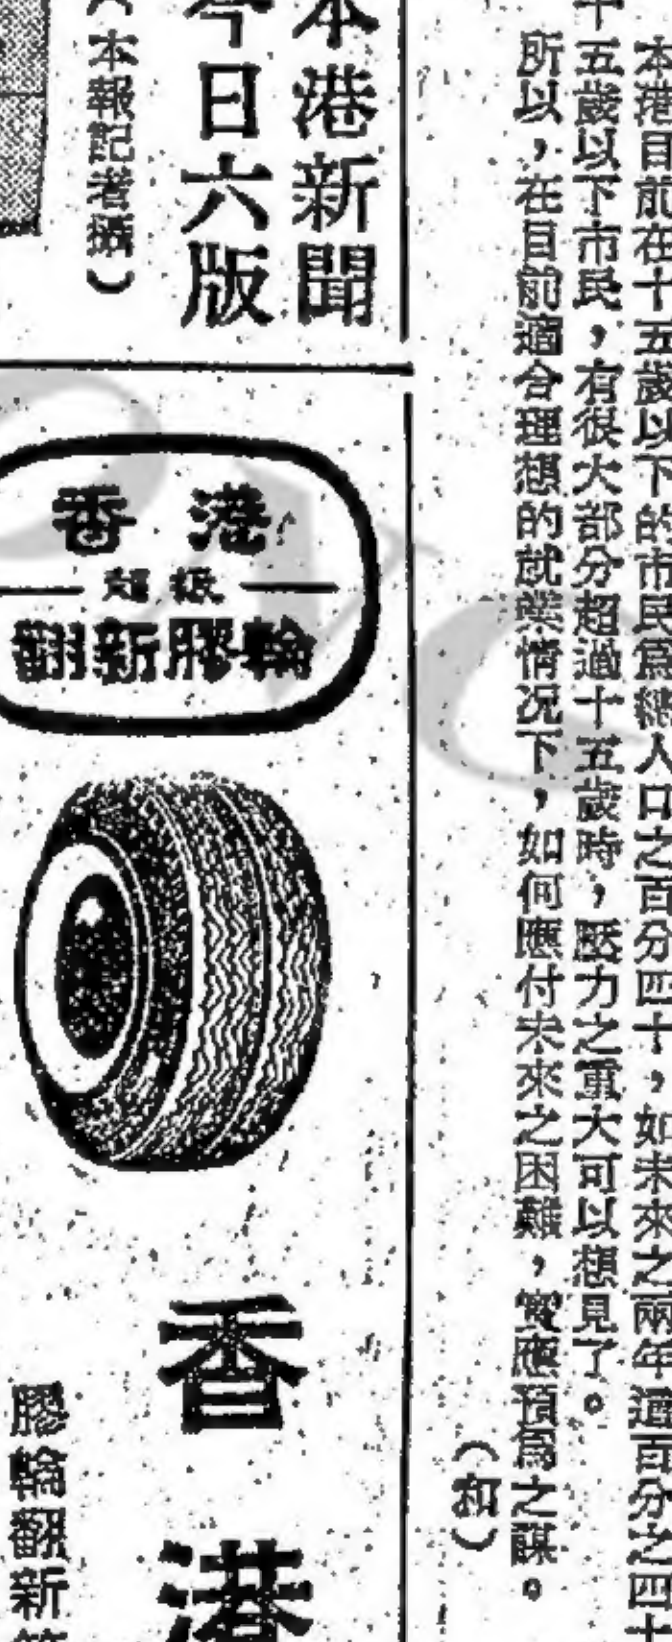 本港目前在十五歲以下的市民爲總人口之百分四十，如未來之兩年這百分之四十
五歲以下市民，有很大部分超過十五歲時，壓力之重大可以想見了。
所以，在目前適合理想的就業情况下，如何應付未來之困難，實應預爲之謀。
（和）
本港新聞
今日六版
（本報記者攝）
香港
超級
翻新膠輪
香港
膠輪翻新